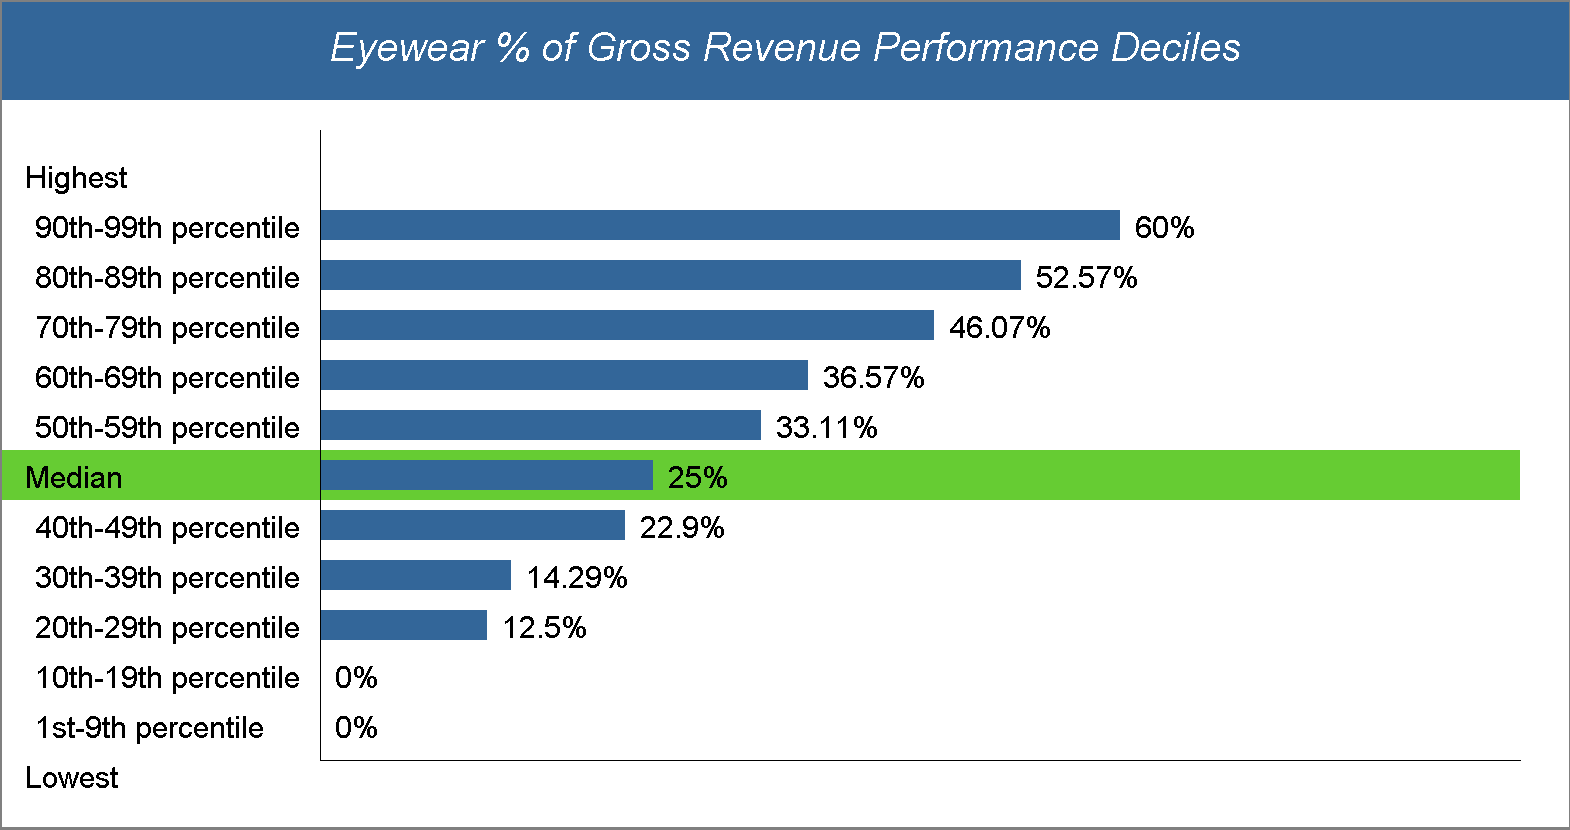 Eyewear % of Gross Revenue Performance Deciles
Highest
90th-99th percentile 60%
80th-89th percentile 52.57%
70th-79th percentile 46.07%
60th-69th percentile 36.57%
50th-59th percentile 33.11%
Median 25%
40th-49th percentile 22.9%
30th-39th percentile 14.29%
20th-29th percentile 12.5%
10th-19th percentile 0%
1st-9th percentile 0%
Lowest